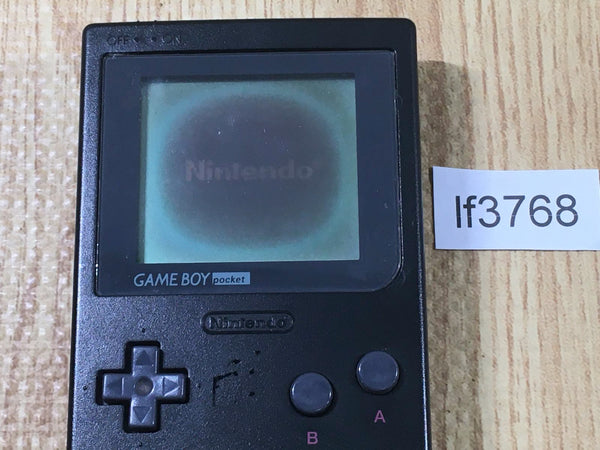 OFF ON
Nintendo
GAME BOY pocket
Nintendo
B
A
lf3768